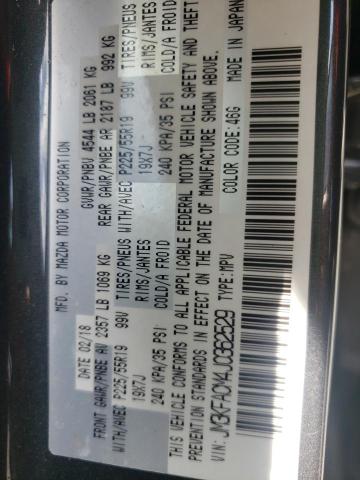 MFD. BY MAZDA MOTOR CORPORATION
DATE 02/18 GVWR/PNBV 4544 LB 2061 KG
FRONT GAWR/PNBE AV 2357 LB 1069 KG REAR GAWR/PNBE AR 2187 LB 992 KG
WITH/AVEC P225/55R19 99V TIRES/PNEUS WITH/AVEC P225/55R19 99V TIRES/PNEUS
19X7J RIMS/JANTES 19X7J RIMS/JANTES
240 KPA/35 PSI COLD/A FROID 240 KPA/35 PSI COLD/A FROID
THIS VEHICLE CONFORMS TO ALL APPLICABLE FEDERAL MOTOR VEHICLE SAFETY AND THEFT
PREVENTION STANDARDS IN EFFECT ON THE DATE OF MANUFACTURE SHOWN ABOVE.
VIN: JM3KFACM4J0362529 TYPE: MPV COLOR CODE: 46G MADE IN JAPAN